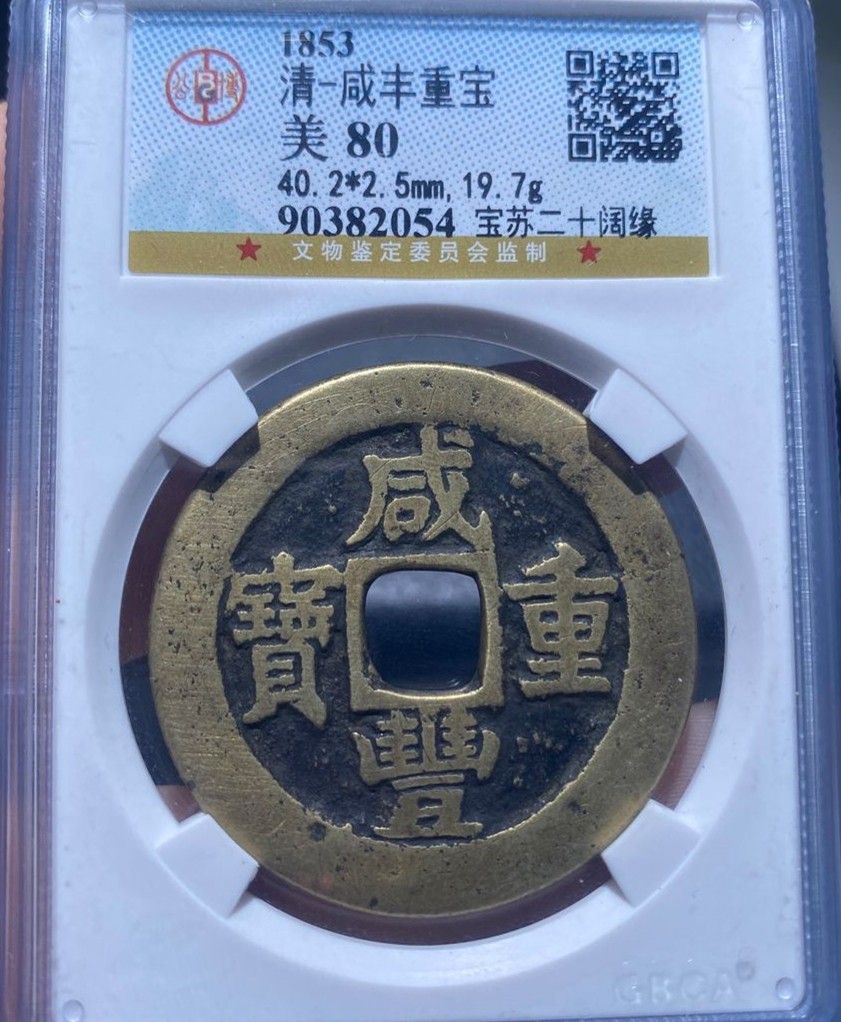 1853
清-咸丰重宝
美 80
40.2*2.5mm, 19.7g
90382054 宝苏二十阔缘
★ 文物鉴定委员会监制 ★
咸
寶 重
豐